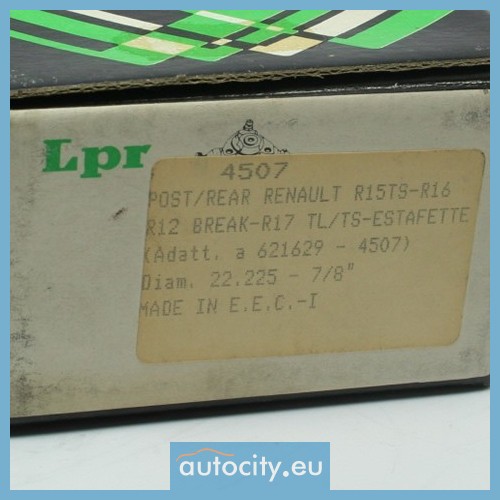 Lpr
4507
POST/REAR RENAULT R15TS-R16
R12 BREAK-R17 TL/TS-ESTAFETTE
(Adatt. a 621629 - 4507)
Diam. 22.225 - 7/8"
MADE IN E.E.C.-I
autocity.eu